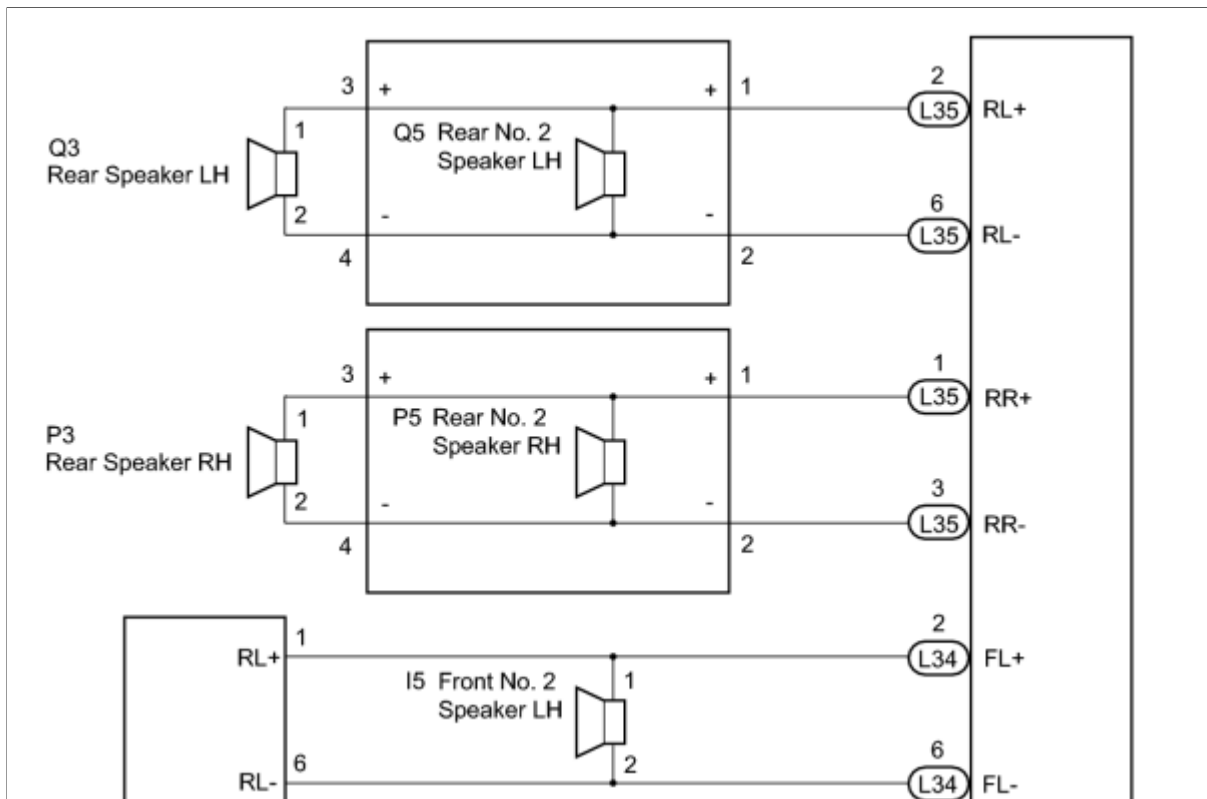 2
3 + + 1
L35 RL+
1
Q5 Rear No. 2
Speaker LH
Q3
Rear Speaker LH
2 - -
6
4 2
L35 RL-
3 + + 1
1
L35 RR+
1
P5 Rear No. 2
Speaker RH
P3
Rear Speaker RH
2 - -
3
4 2
L35 RR-
2
RL+ 1
L34 FL+
I5 Front No. 2
Speaker LH
1
2
6
RL- 6
L34 FL-